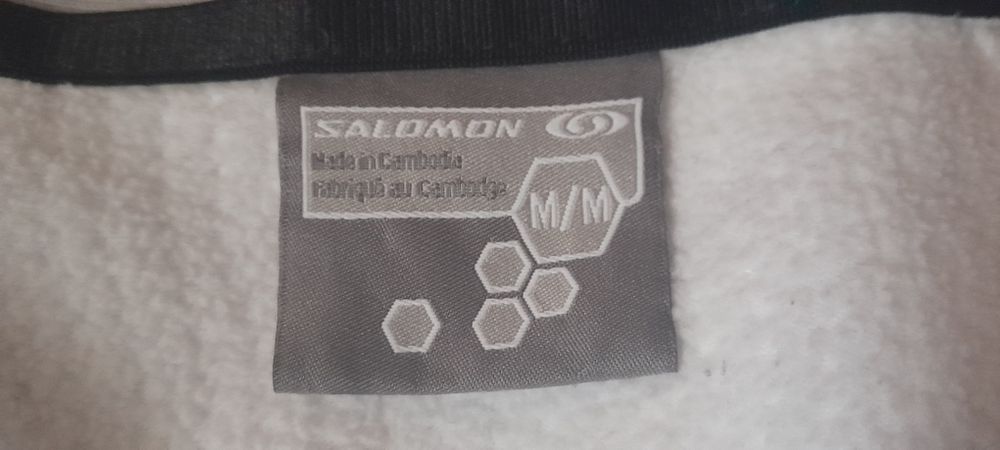 SALOMON
Made in Cambodia
Fabriqué au Cambodge
M/M